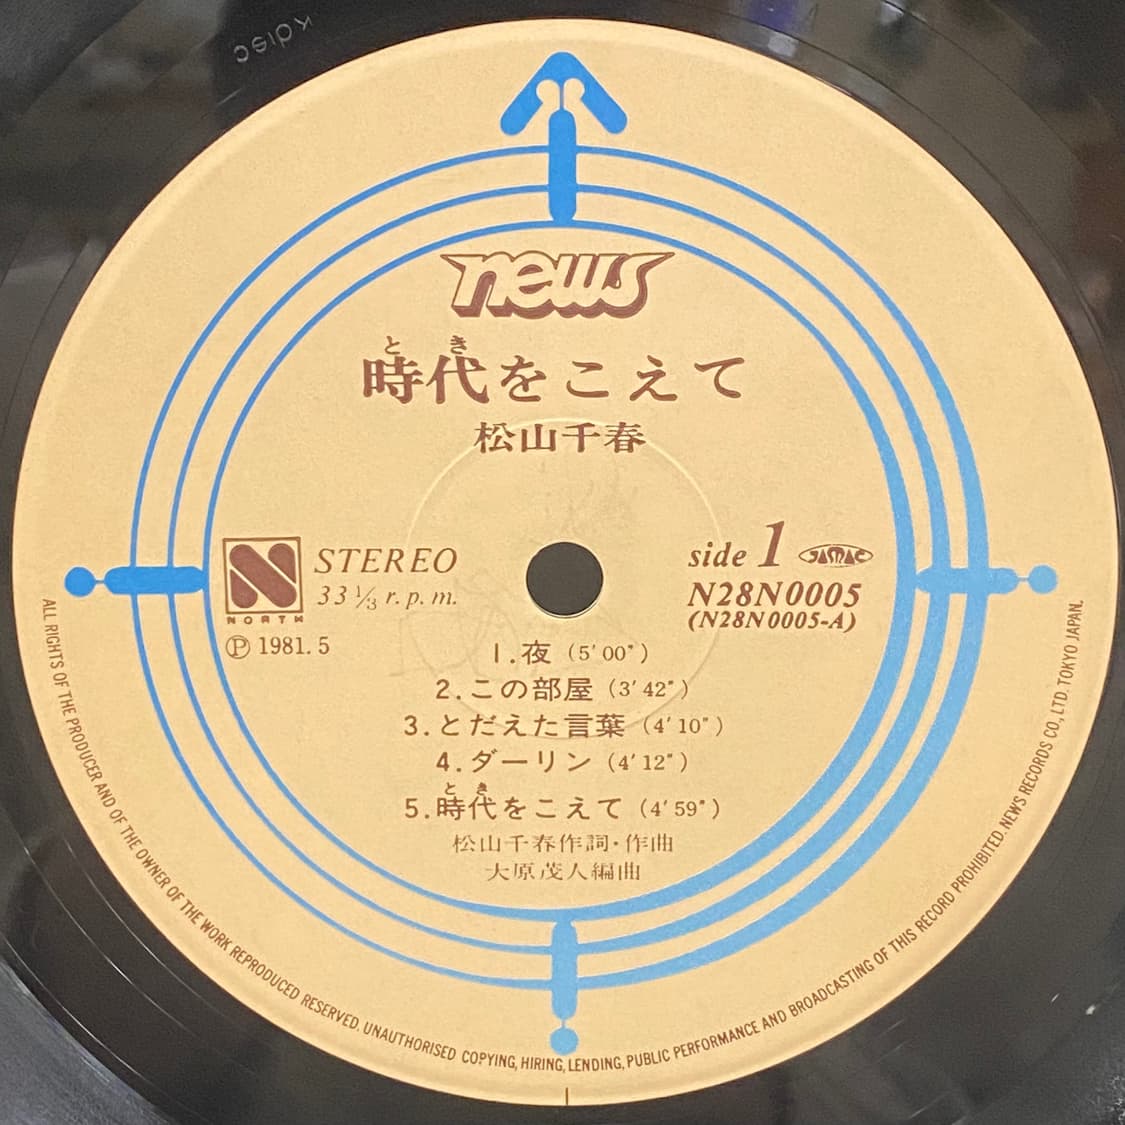 news
とき
時代をこえて
松山千春
NORTH
STEREO
33 1/3 r.p.m.
Ⓟ 1981.5
side 1 JASRAC
N28N0005
(N28N0005-A)
1.夜 (5'00")
2.この部屋 (3'42")
3.とだえた言葉 (4'10")
4.ダーリン (4'12")
とき
5.時代をこえて (4'59")
松山千春作詞・作曲
大原茂人編曲
ALL RIGHTS OF THE PRODUCER AND OF THE OWNER OF THE WORK REPRODUCED RESERVED. UNAUTHORISED COPYING, HIRING, LENDING, PUBLIC PERFORMANCE AND BROADCASTING OF THIS RECORD PROHIBITED. NEWS RECORDS CO., LTD. TOKYO JAPAN.